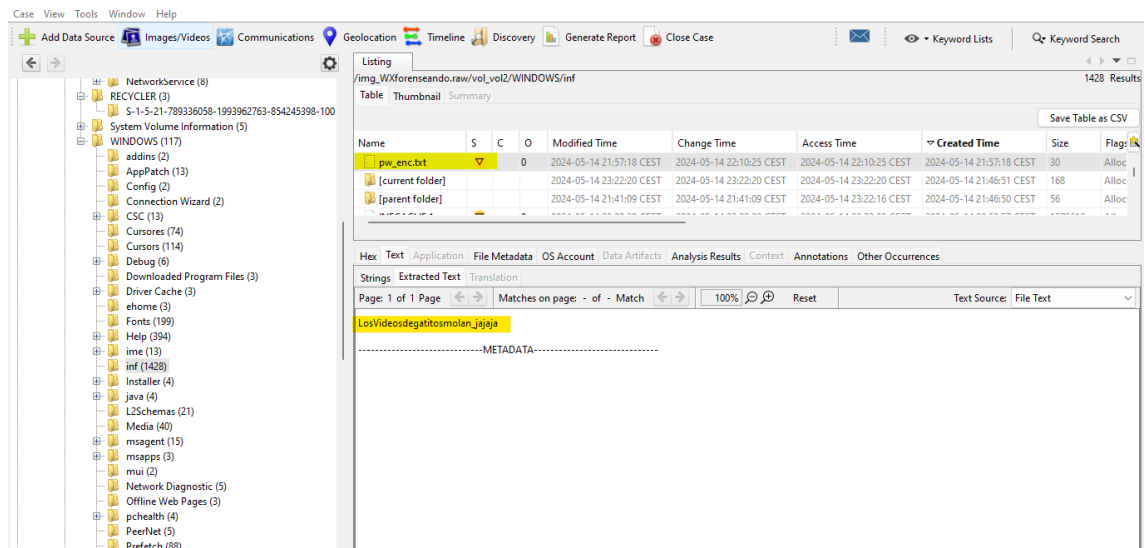 Case View Tools Window Help
Add Data Source Images/Videos Communications Geolocation Timeline Discovery Generate Report Close Case Keyword Lists Keyword Search
Listing
/img_WXforenseando.raw/vol_vol2/WINDOWS/inf
1428 Results
Table Thumbnail Summary
Save Table as CSV
Name S C O Modified Time Change Time Access Time Created Time Size Flags
pw_enc.txt 0 2024-05-14 21:57:18 CEST 2024-05-14 22:10:25 CEST 2024-05-14 22:10:25 CEST 2024-05-14 21:57:18 CEST 30 Alloc
[current folder] 2024-05-14 23:22:20 CEST 2024-05-14 23:22:20 CEST 2024-05-14 23:22:20 CEST 2024-05-14 21:46:51 CEST 168 Alloc
[parent folder] 2024-05-14 21:41:09 CEST 2024-05-14 21:41:09 CEST 2024-05-14 23:22:16 CEST 2024-05-14 21:46:50 CEST 56 Alloc
Hex Text Application File Metadata OS Account Data Artifacts Analysis Results Context Annotations Other Occurrences
Strings Extracted Text Translation
Page: 1 of 1 Page Matches on page: - of - Match 100% Reset Text Source: File Text
LosVideosdegatitosmolan_jajaja
------------------------------METADATA------------------------------
NetworkService (8)
RECYCLER (3)
S-1-5-21-789336058-1993962763-854245398-100
System Volume Information (5)
WINDOWS (117)
addins (2)
AppPatch (13)
Config (2)
Connection Wizard (2)
CSC (13)
Cursores (74)
Cursors (114)
Debug (6)
Downloaded Program Files (3)
Driver Cache (3)
ehome (3)
Fonts (199)
Help (394)
ime (13)
inf (1428)
Installer (4)
java (4)
L2Schemas (21)
Media (40)
msagent (15)
msapps (3)
mui (2)
Network Diagnostic (5)
Offline Web Pages (3)
pchealth (4)
PeerNet (5)
Prefetch (88)